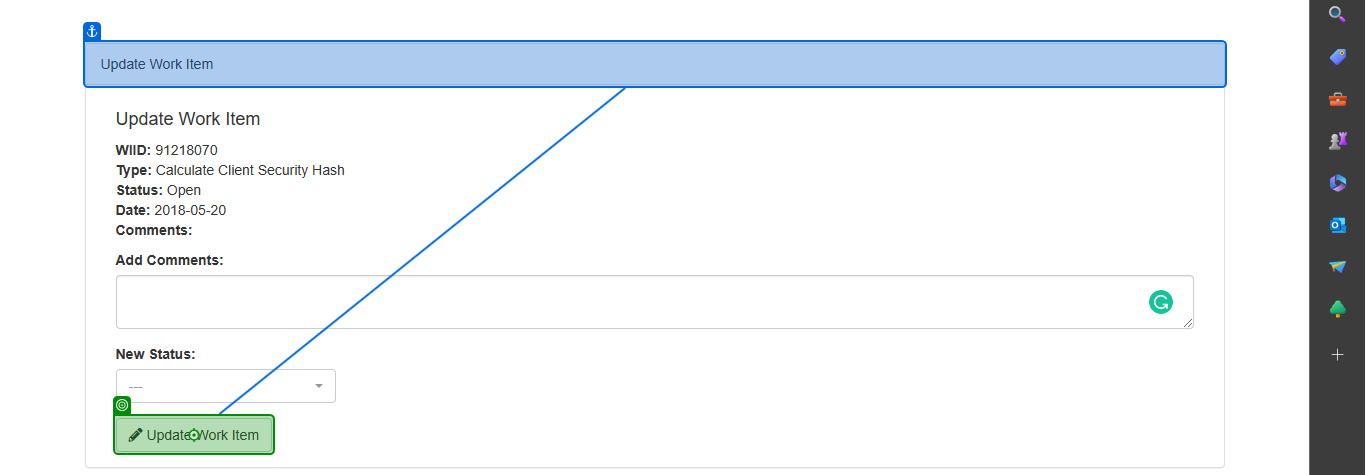 Update Work Item
Update Work Item
WIID: 91218070
Type: Calculate Client Security Hash
Status: Open
Date: 2018-05-20
Comments:
Add Comments:
New Status:
---
Update Work Item